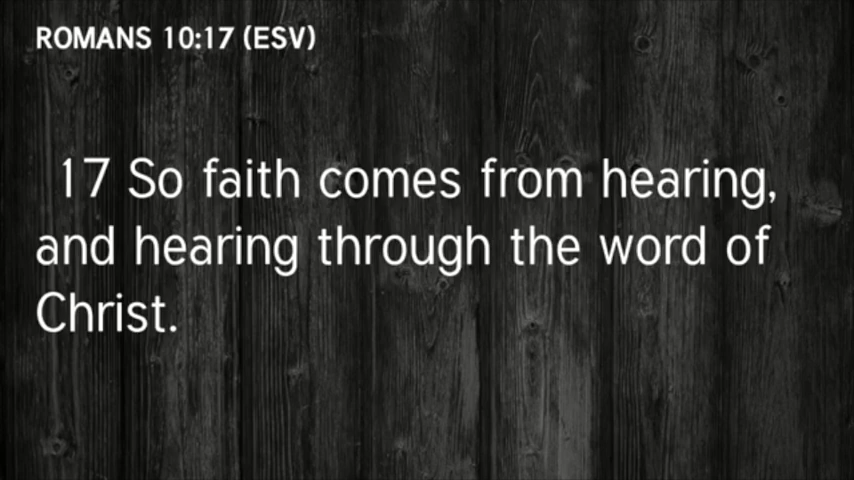 ROMANS 10:17 (ESV)
17 So faith comes from hearing,
and hearing through the word of
Christ.